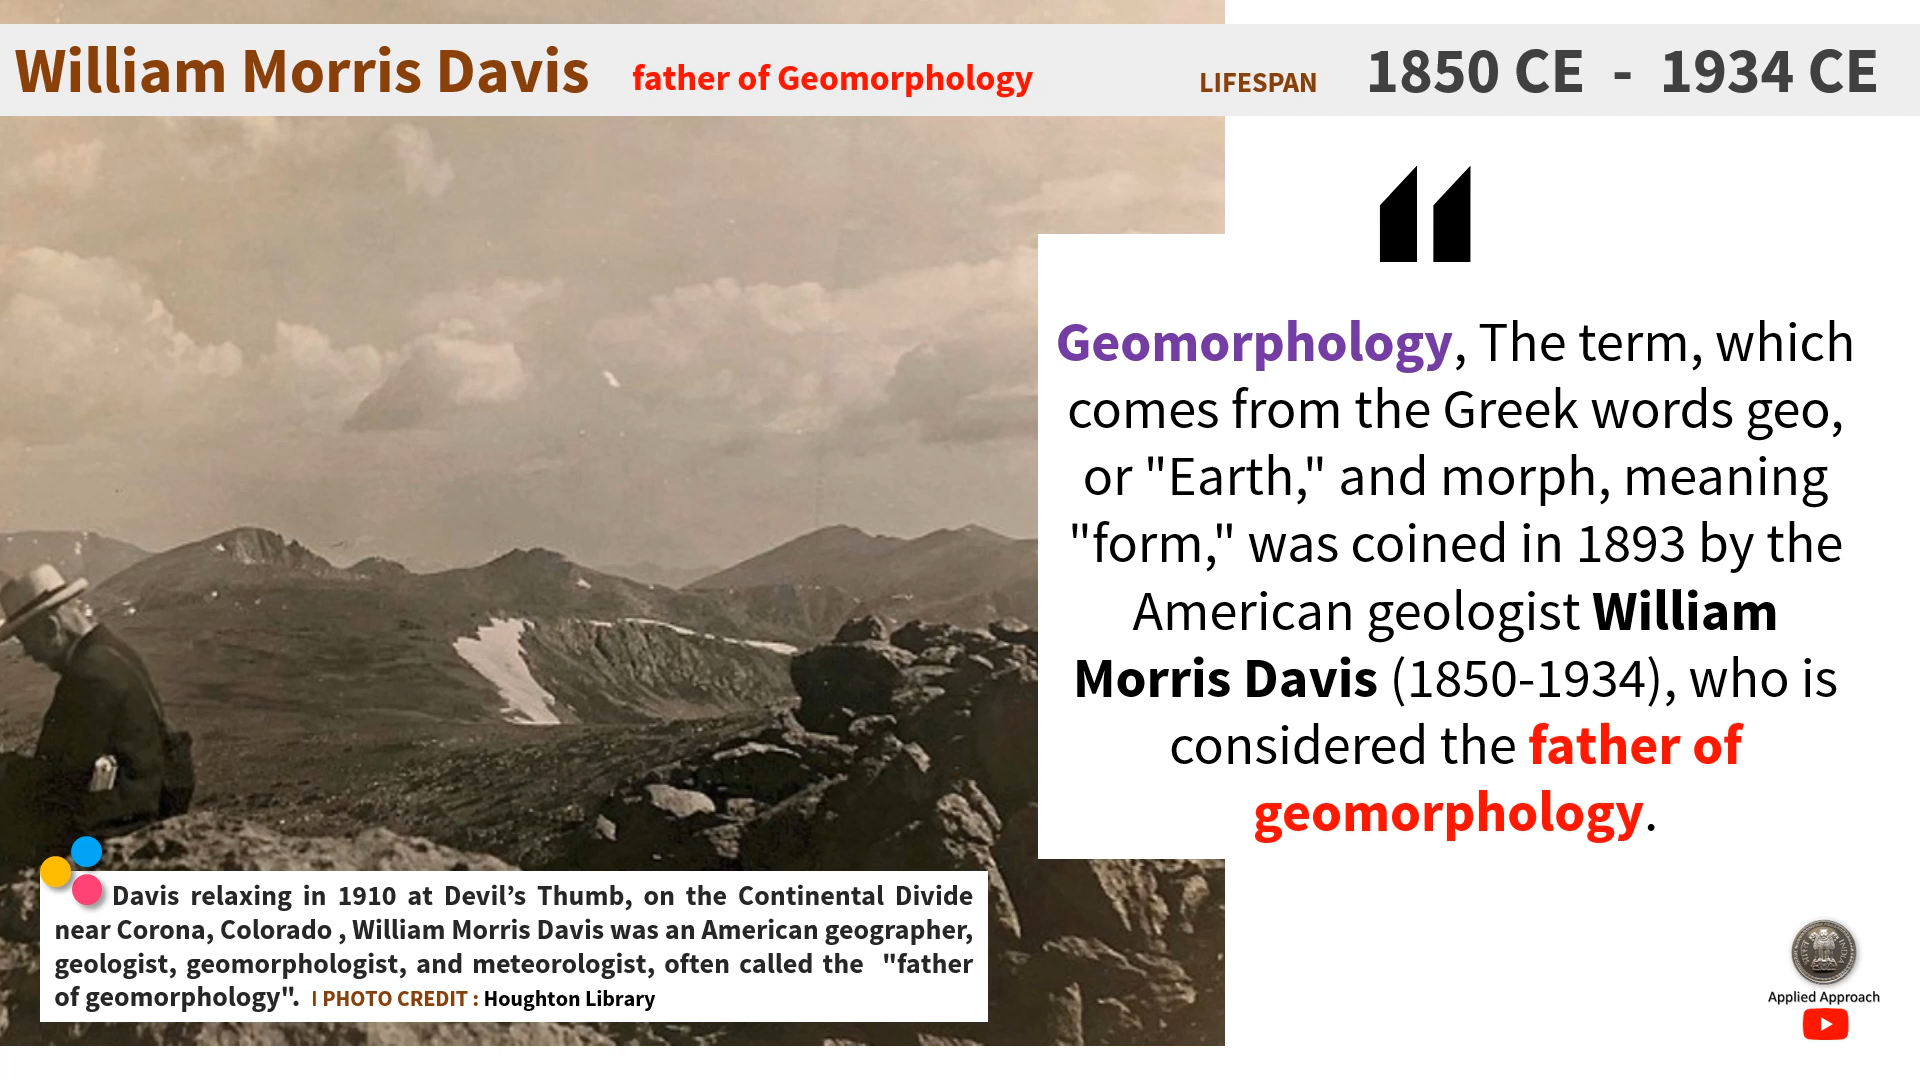 William Morris Davis father of Geomorphology LIFESPAN 1850 CE - 1934 CE
Geomorphology, The term, which
comes from the Greek words geo,
or "Earth," and morph, meaning
"form," was coined in 1893 by the
American geologist William
Morris Davis (1850-1934), who is
considered the father of
geomorphology.
Davis relaxing in 1910 at Devil’s Thumb, on the Continental Divide
near Corona, Colorado , William Morris Davis was an American geographer,
geologist, geomorphologist, and meteorologist, often called the "father
of geomorphology". I PHOTO CREDIT : Houghton Library
Applied Approach